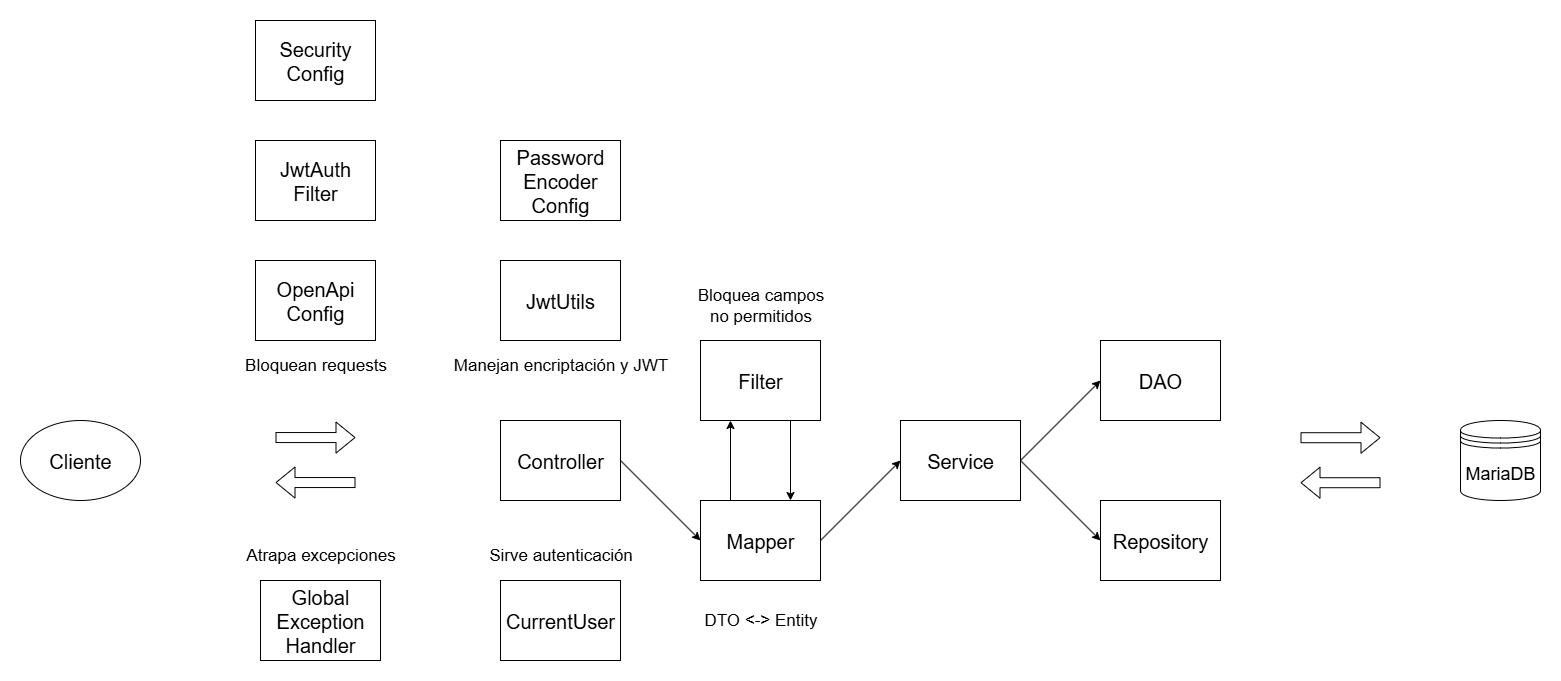 Security
Config
JwtAuth
Filter
Password
Encoder
Config
OpenApi
Config
JwtUtils
Bloquea campos
no permitidos
Bloquean requests
Manejan encriptación y JWT
Filter
DAO
Cliente
Controller
Service
MariaDB
Mapper
Repository
Atrapa excepciones
Sirve autenticación
Global
Exception
Handler
CurrentUser
DTO <-> Entity